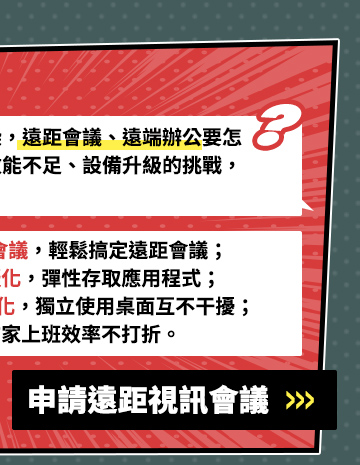 ，遠距會議、遠端辦公要怎
能不足、設備升級的挑戰，
?
會議，輕鬆搞定遠距會議；
化，彈性存取應用程式；
化，獨立使用桌面互不干擾；
家上班效率不打折。
申請遠距視訊會議 »›